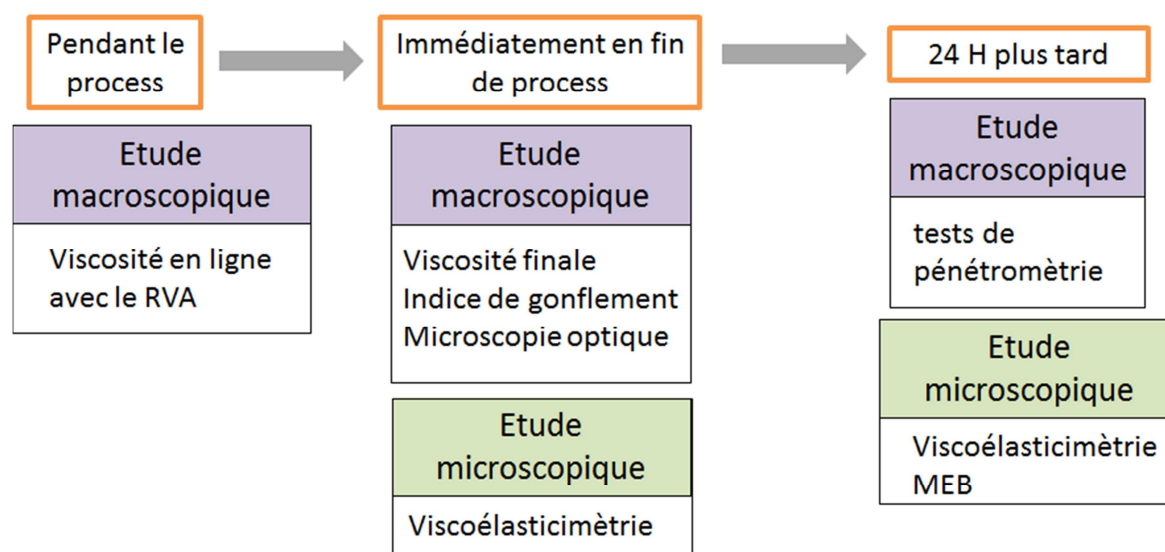 Pendant le
process
Immédiatement en fin
de process
24 H plus tard
Etude
macroscopique
Viscosité en ligne
avec le RVA
Etude
macroscopique
Viscosité finale
Indice de gonflement
Microscopie optique
Etude
microscopique
Viscoélasticimètrie
Etude
macroscopique
tests de
pénétromètrie
Etude
microscopique
Viscoélasticimètrie
MEB